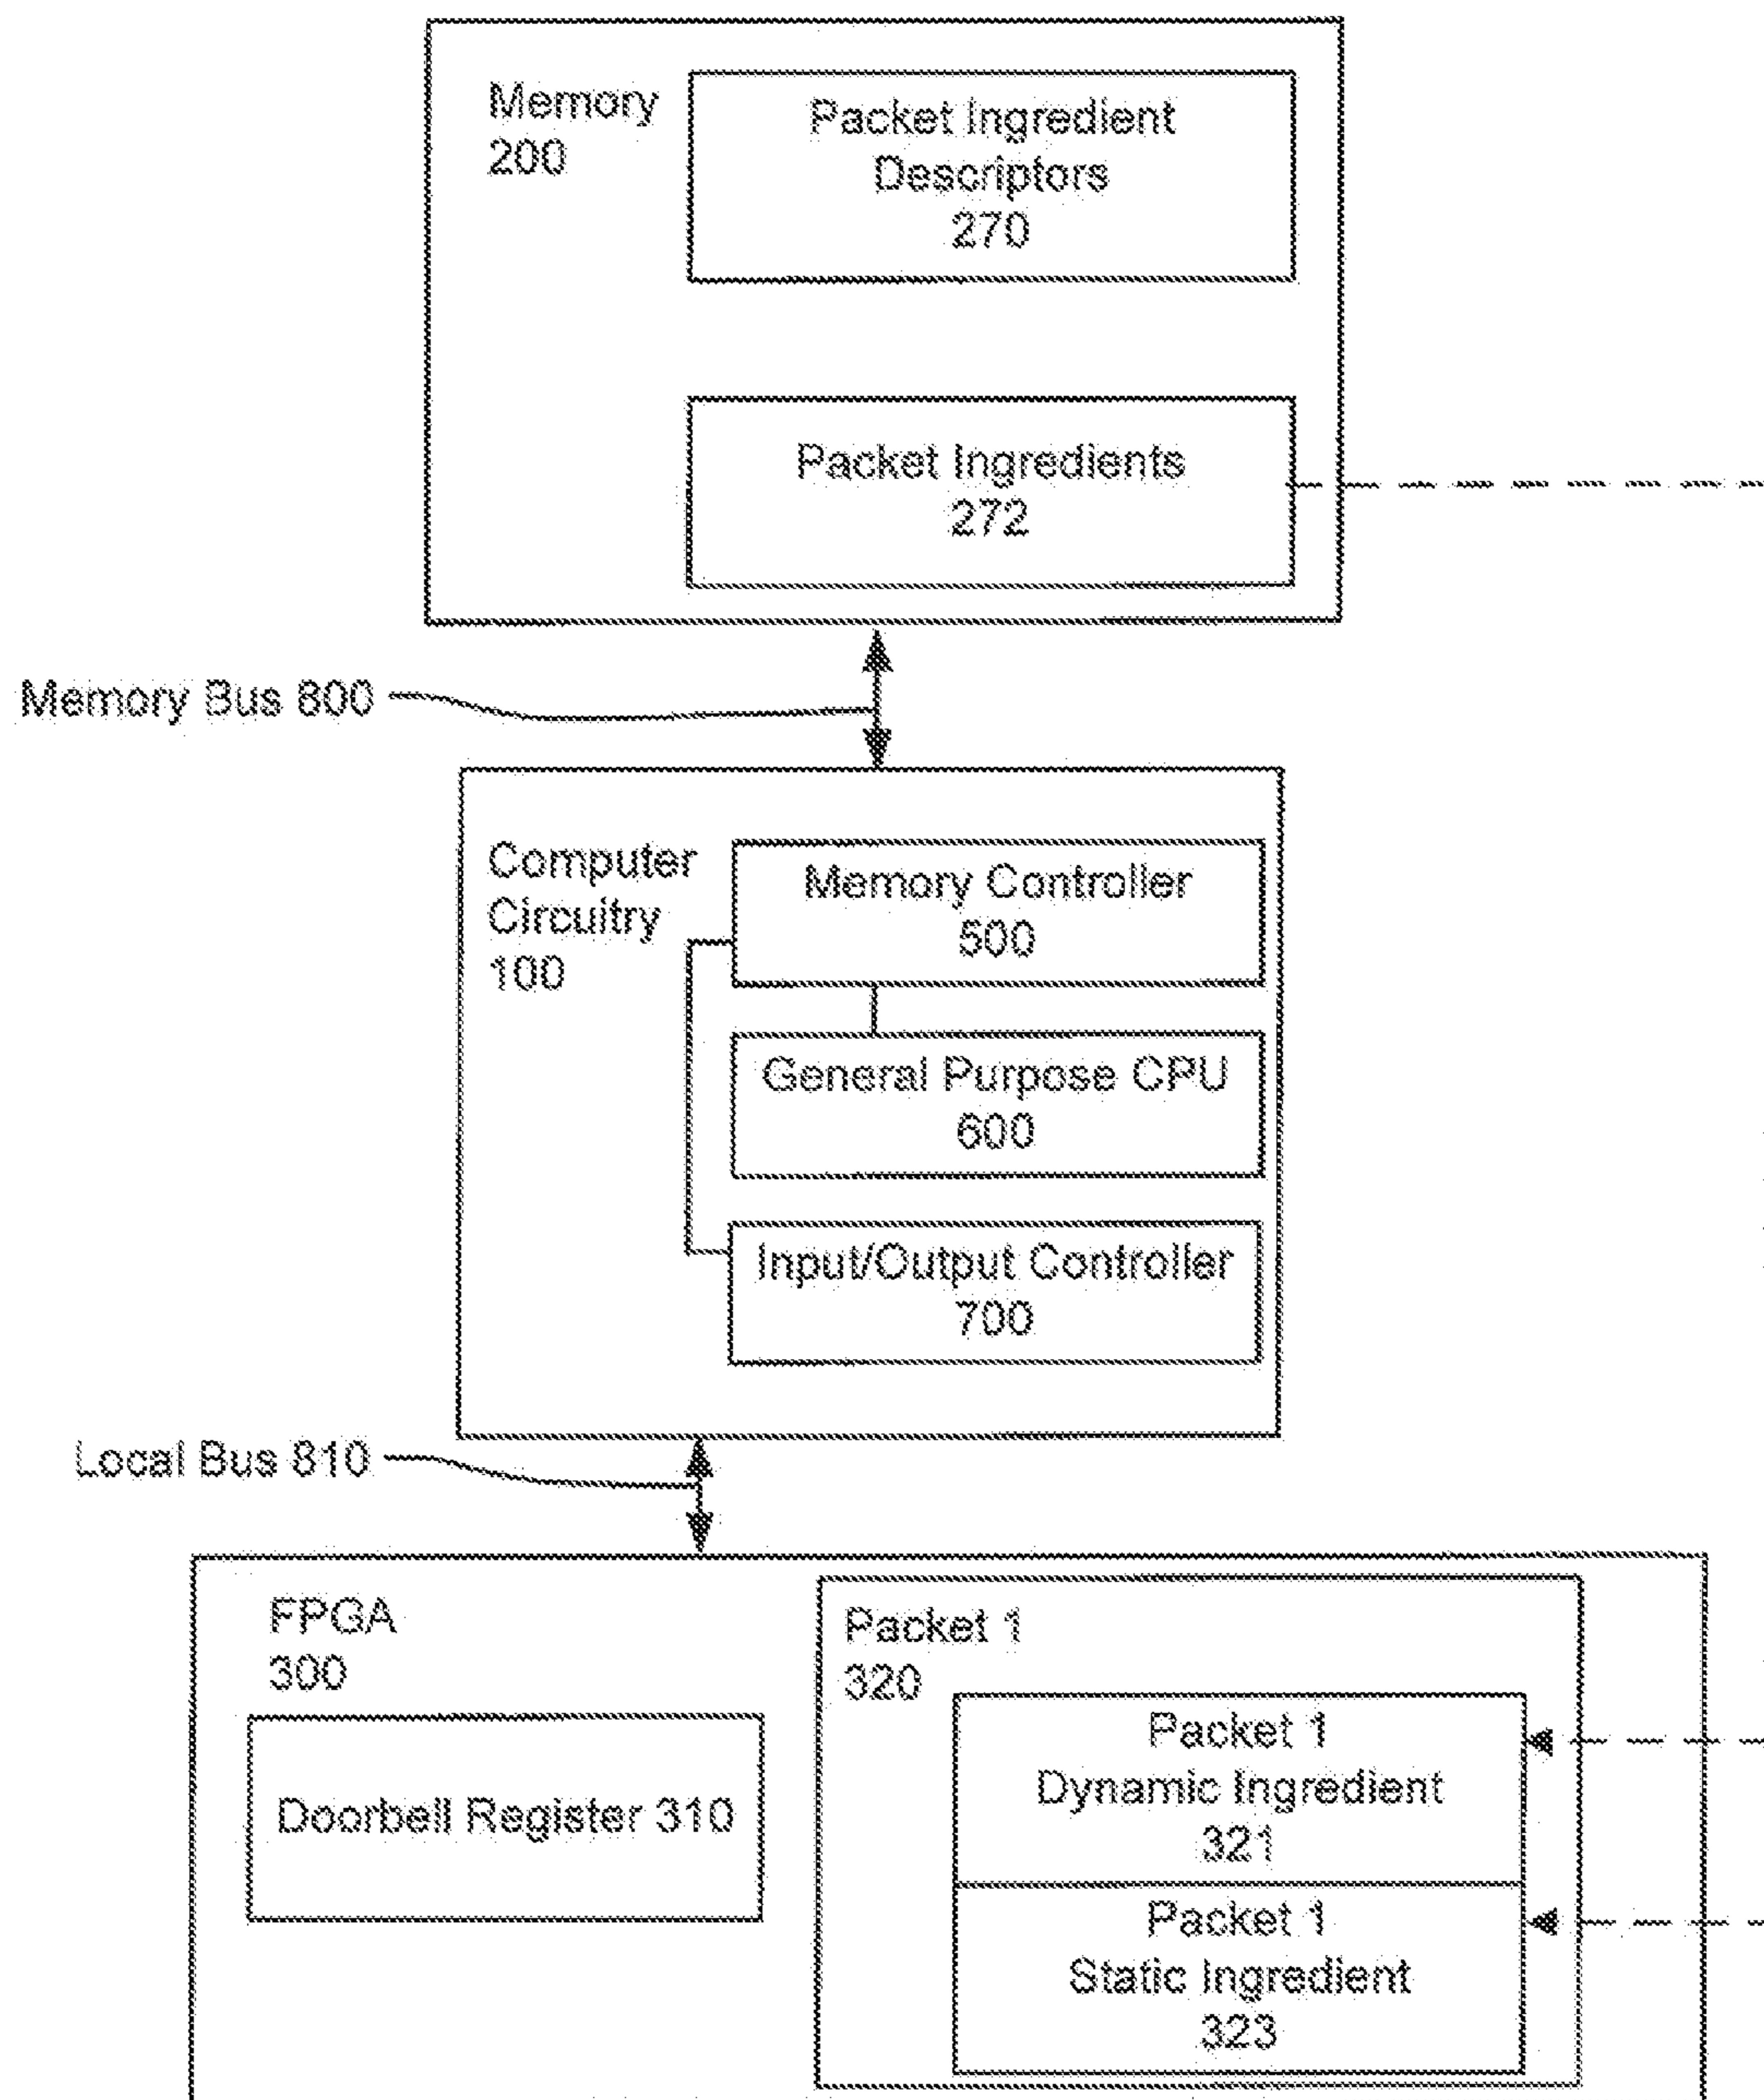 Memory
200
Packet Ingredient
Descriptors
270
Packet Ingredients
272
Memory Bus 800
Computer
Circuitry
100
Memory Controller
500
General Purpose CPU
600
Input/Output Controller
700
Local Bus 810
FPGA
300
Doorbell Register 310
Packet 1
320
Packet 1
Dynamic Ingredient
321
Packet 1
Static Ingredient
323